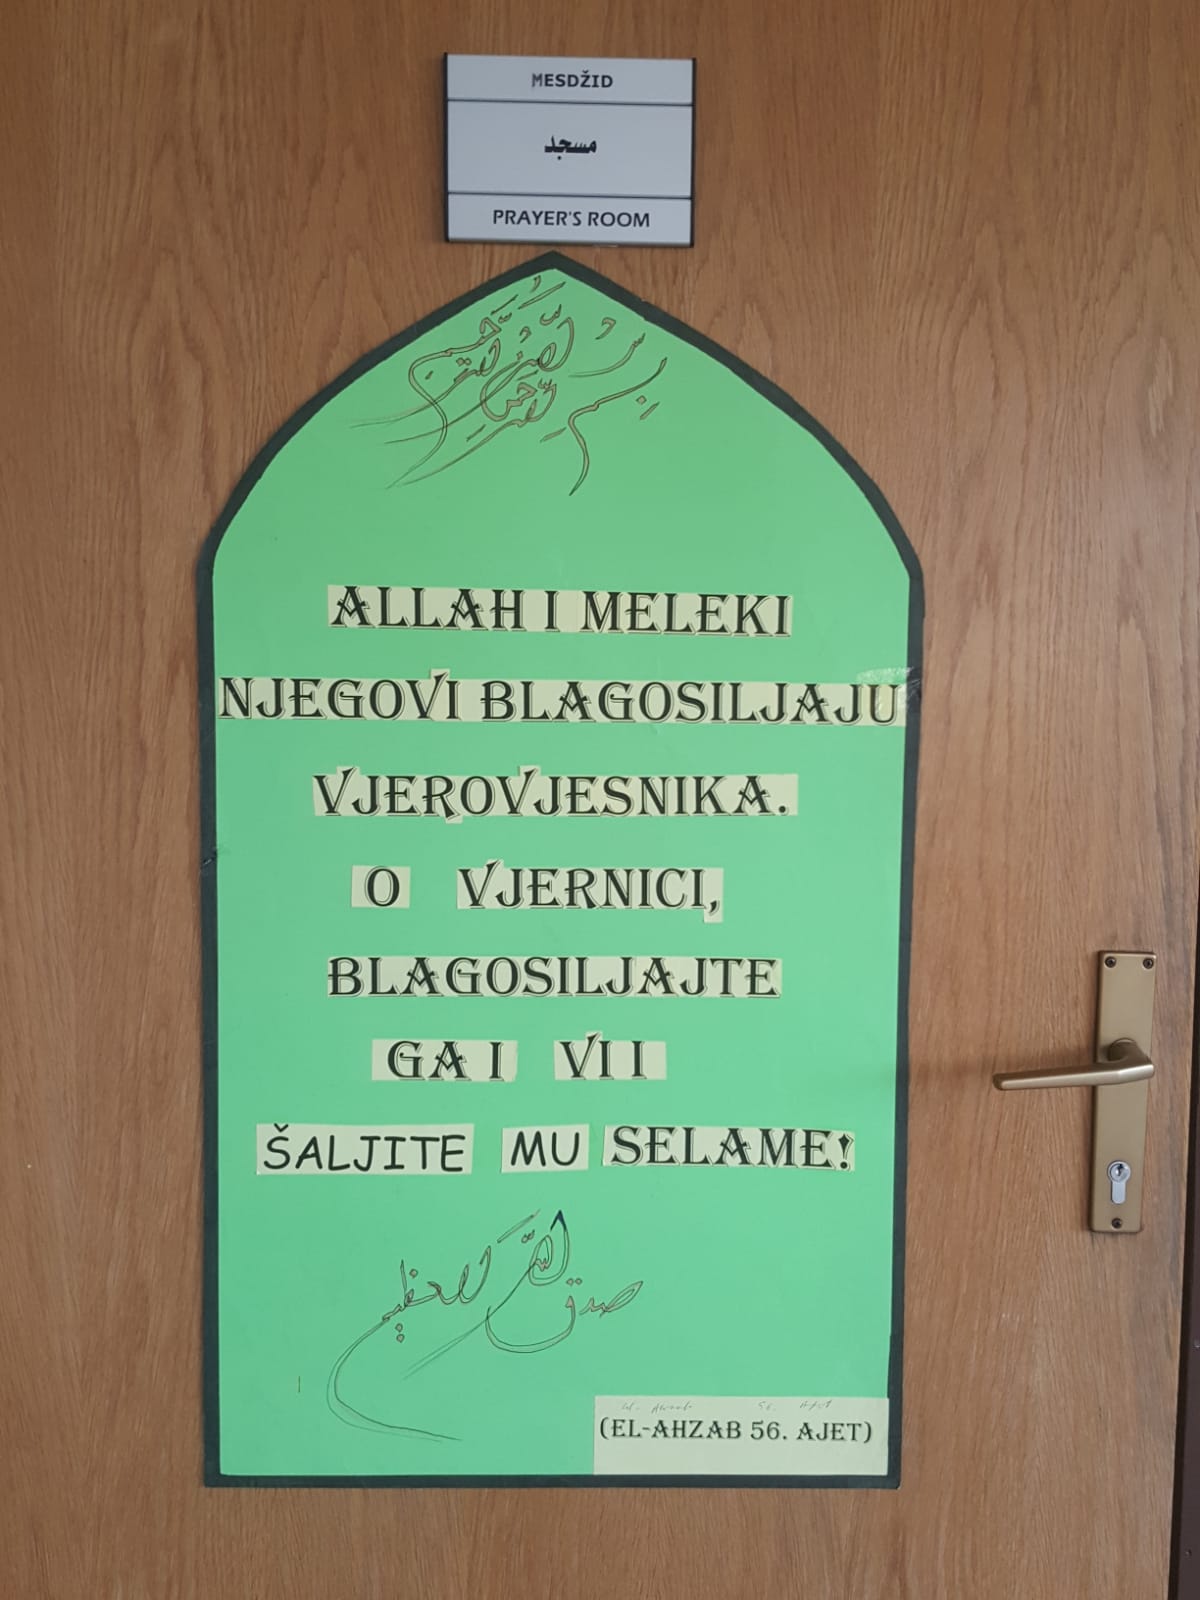 MESDŽID
مسجد
PRAYER'S ROOM
بسم الله الرحمن الرحيم
ALLAH I MELEKI
NJEGOVI BLAGOSILJAJU
VJEROVJESNIKA.
O VJERNICI,
BLAGOSILJAJTE
GA I VI I
ŠALJITE MU SELAME!
صدق الله العظيم
(EL-AHZAB 56. AJET)